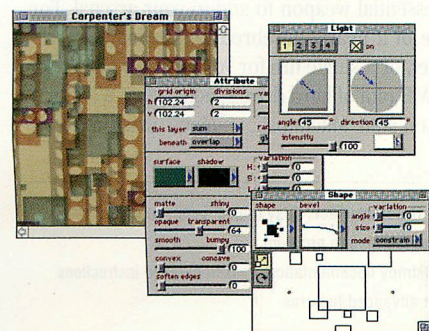 Carpenter's Dream
Light
1 2 3 4 on
angle 45 ° direction 45 °
intensity
100
Attribute
grid origin divisions
h 102.24 2
v 102.24 2
this layer sum
beneath overlap
surface shadow
variation
H: 0
S: 0
L: 0
matte shiny
0
opaque transparent
64
smooth bumpy
100
convex concave
0
soften edges
0
Shape
shape bevel
variation
angle 0
size 0
mode constrain